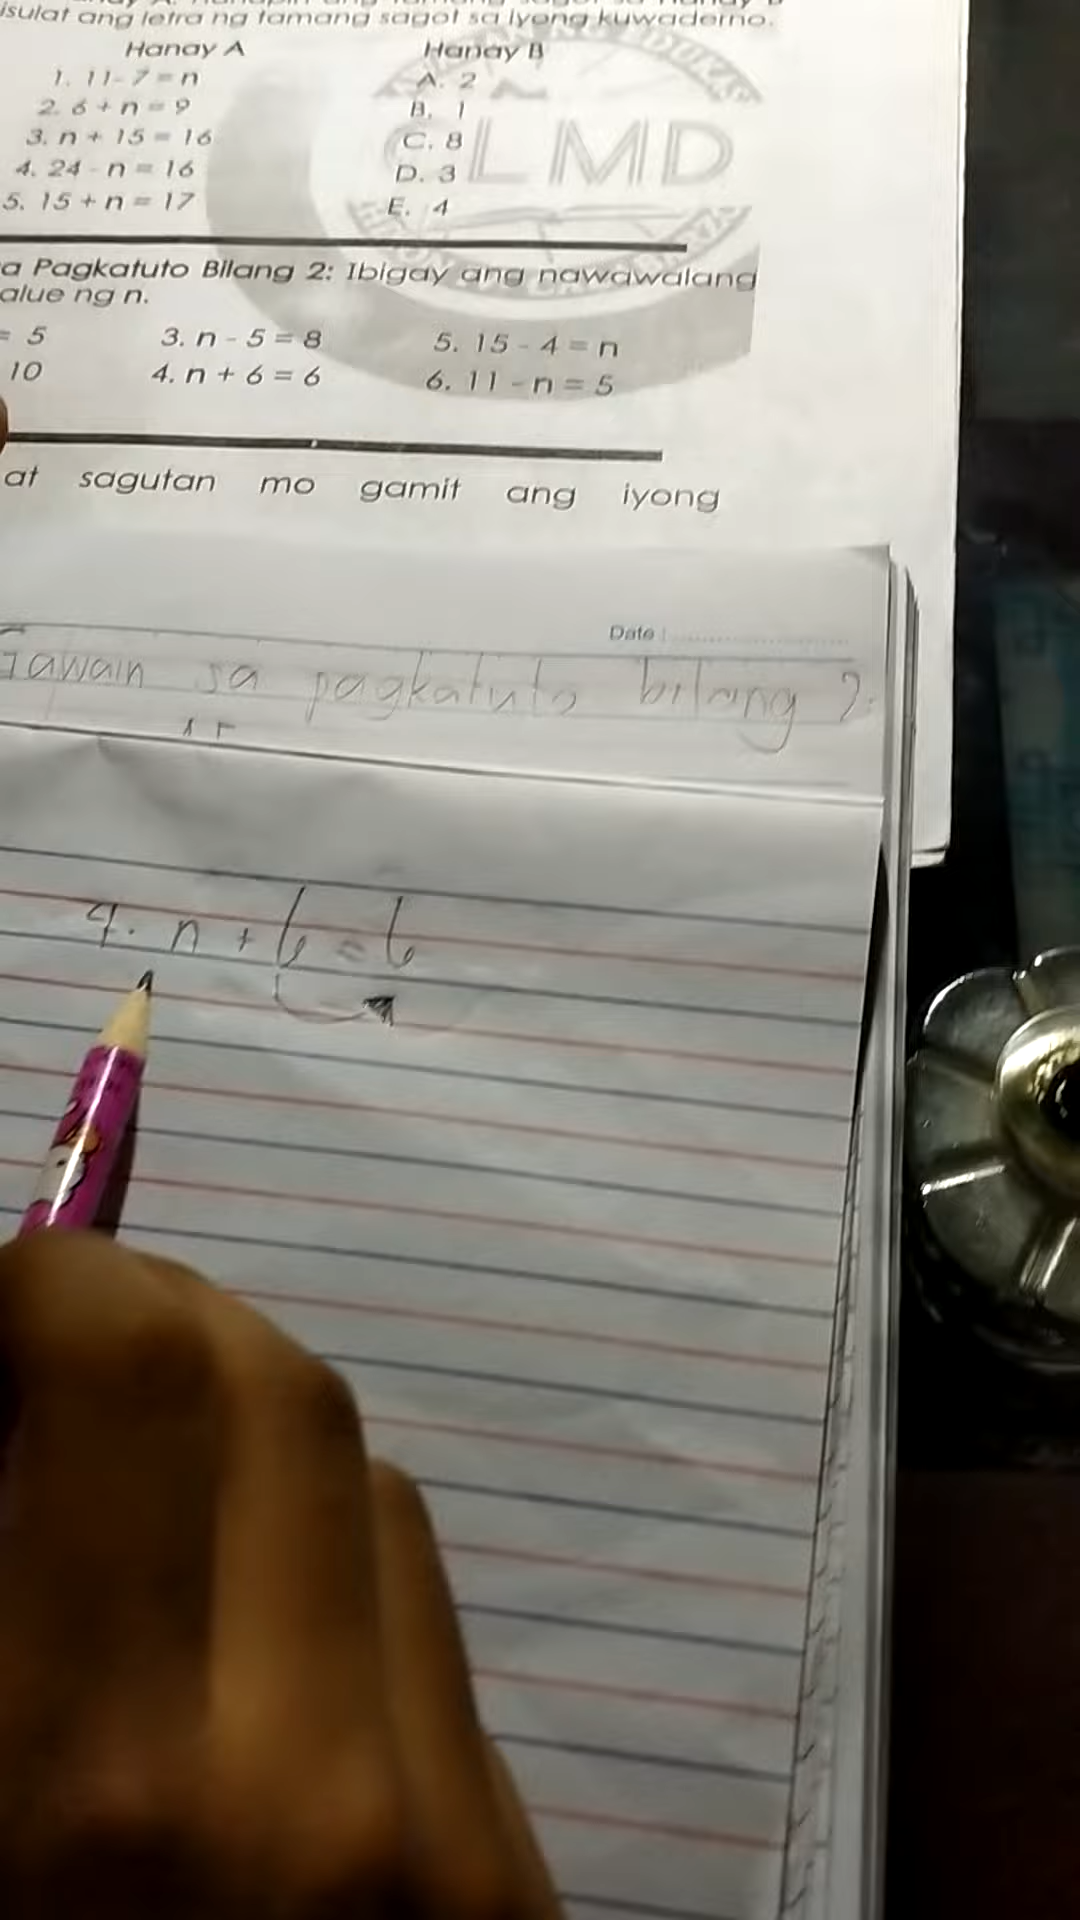 isulat ang letra ng tamang sagot sa iyong kuwaderno.
Hanay A Hanay B
1. 11- 7 = n A. 2
2. 6 + n = 9 B. 1
3. n + 15 = 16 C. 8
4. 24 - n = 16 D. 3
5. 15 + n = 17 E. 4
CLMD
a Pagkatuto Bilang 2: Ibigay ang nawawalang
alue ng n.
= 5 3. n - 5 = 8 5. 15 - 4 = n
10 4. n + 6 = 6 6. 11 - n = 5
at sagutan mo gamit ang iyong
Date :
Gawain sa pagkatuto bilang 2:
4. n + 6 = 6